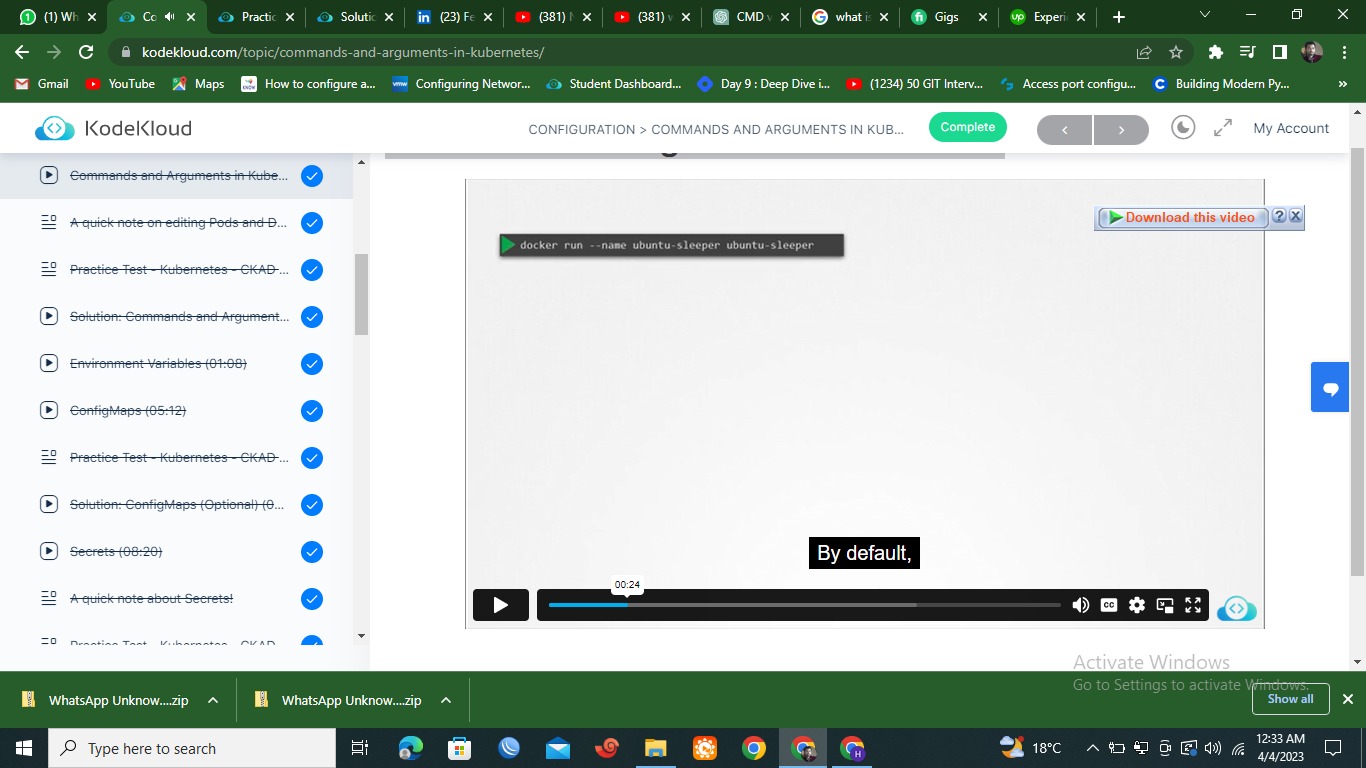 (1) Wh
Co
Practic
Solutic
(23) Fe
(381) N
(381) v
CMD v
what is
Gigs
Experi
kodekloud.com/topic/commands-and-arguments-in-kubernetes/
Gmail
YouTube
Maps
How to configure a...
Configuring Networ...
Student Dashboard...
Day 9 : Deep Dive i...
(1234) 50 GIT Interv...
Access port configu...
Building Modern Py...
KodeKloud
CONFIGURATION > COMMANDS AND ARGUMENTS IN KUB...
Complete
My Account
Commands and Arguments in Kube...
A quick note on editing Pods and D...
Practice Test - Kubernetes - CKAD ...
Solution: Commands and Argument...
Environment Variables (01:08)
ConfigMaps (05:12)
Practice Test - Kubernetes - CKAD ...
Solution: ConfigMaps (Optional) (0...
Secrets (08:20)
A quick note about Secrets!
Practice Test - Kubernetes - CKAD
Download this video
docker run --name ubuntu-sleeper ubuntu-sleeper
By default,
00:24
CC
Activate Windows
Go to Settings to activate Windows.
WhatsApp Unknow....zip
WhatsApp Unknow....zip
Show all
Type here to search
18°C
12:33 AM
4/4/2023